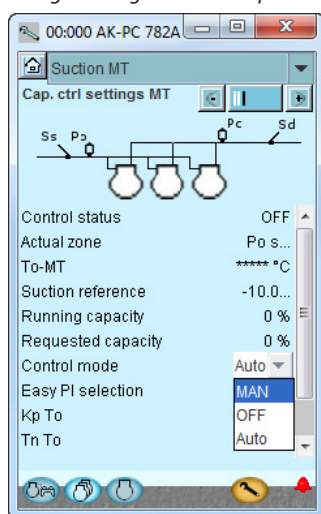 00:000 AK-PC 782A
Suction MT
Cap. ctrl settings MT
Ss Po Pc Sd
Control status OFF
Actual zone Po s...
To-MT ***** °C
Suction reference -10.0...
Running capacity 0 %
Requested capacity 0 %
Control mode Auto
Easy PI selection MAN
Kp To OFF
Tn To Auto